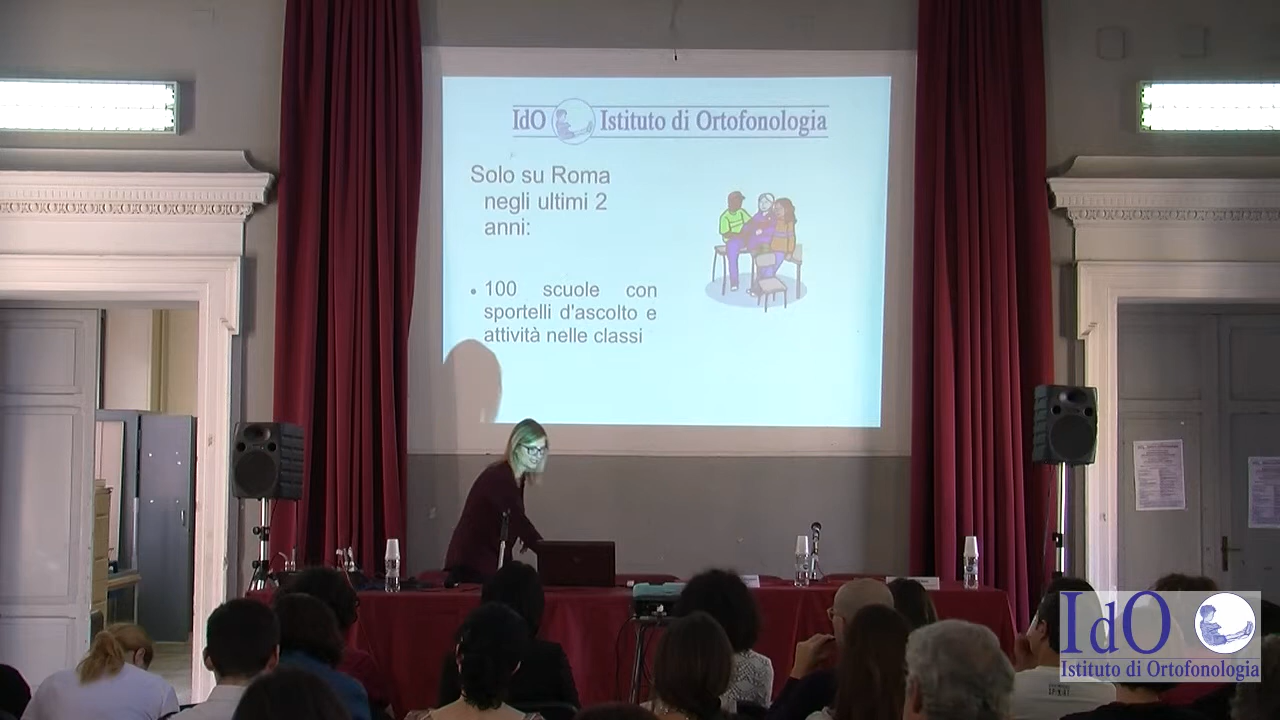 IdO Istituto di Ortofonologia
Solo su Roma
negli ultimi 2
anni:
• 100 scuole con
sportelli d'ascolto e
attività nelle classi
IdO
Istituto di Ortofonologia